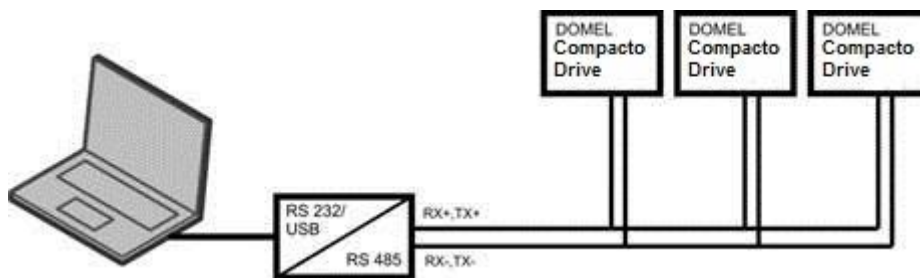 DOMEL
Compacto
Drive
DOMEL
Compacto
Drive
DOMEL
Compacto
Drive
RS 232/
USB
RS 485
RX+,TX+
RX-,TX-